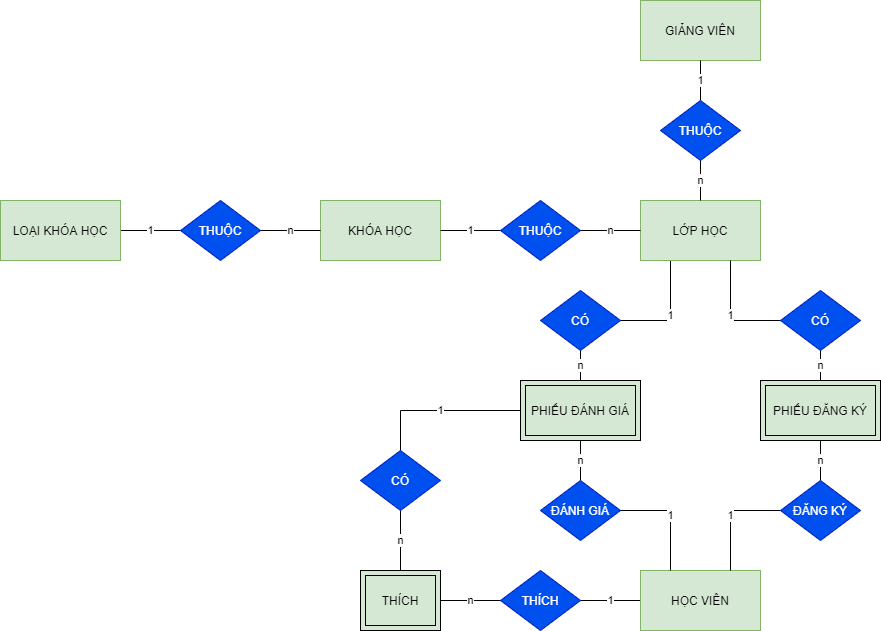 GIẢNG VIÊN
1
THUỘC
n
LOẠI KHÓA HỌC
1
THUỘC
n
KHÓA HỌC
1
THUỘC
n
LỚP HỌC
1
1
CÓ
CÓ
n
n
1
PHIẾU ĐÁNH GIÁ
PHIẾU ĐĂNG KÝ
n
n
CÓ
ĐÁNH GIÁ
1
1
ĐĂNG KÝ
n
THÍCH
n
THÍCH
1
HỌC VIÊN